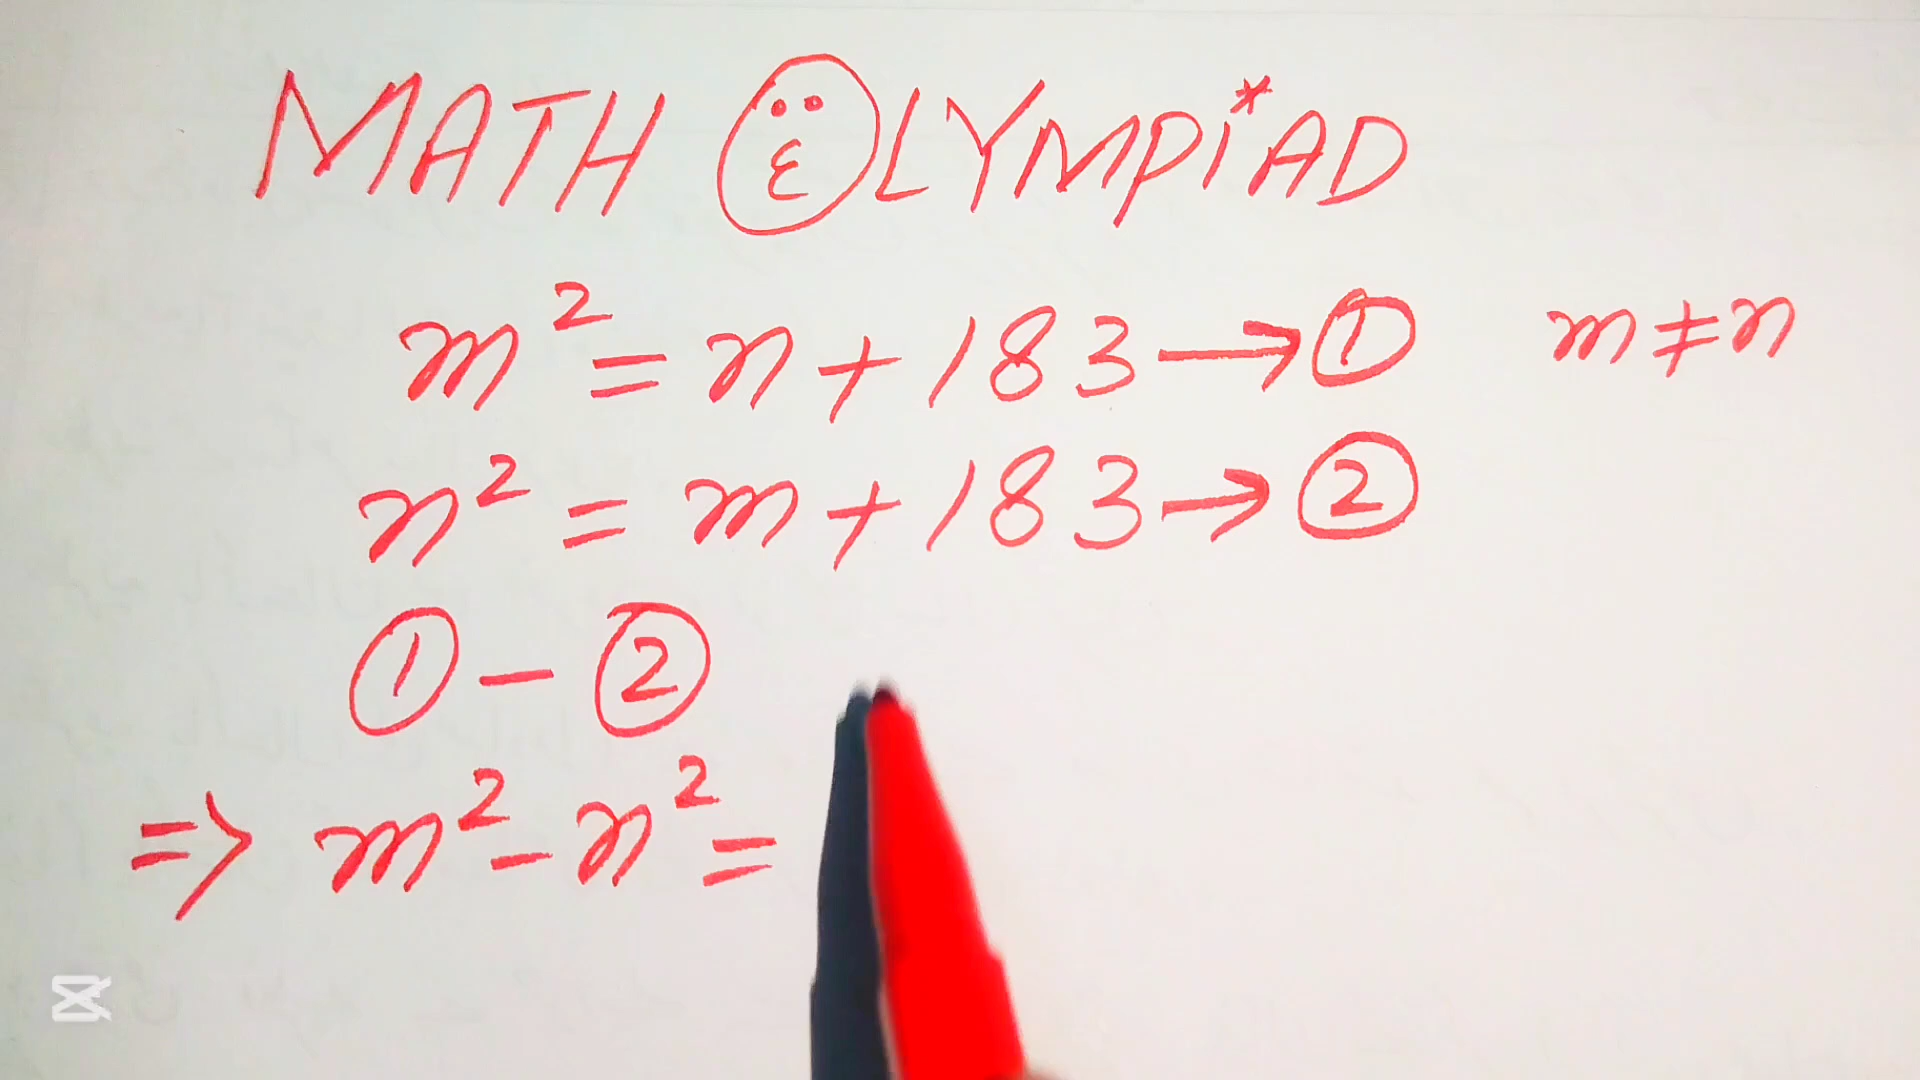 MATH OLYMPIAD
m² = n + 183 → ① m ≠ n
n² = m + 183 → ②
① - ②
⇒ m² - n² =